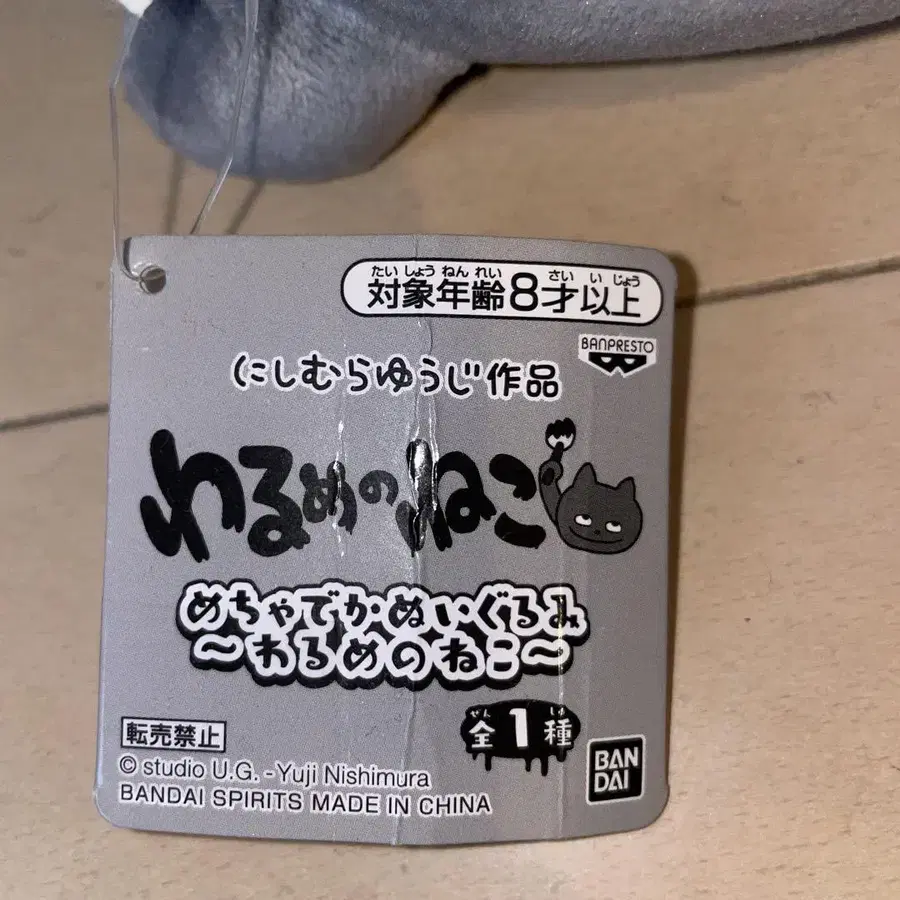 たいしょうねんれい さいいじょう
対象年齢8才以上
BANPRESTO
にしむらゆうじ作品
わるめのねこ
めちゃでかぬいぐるみ
〜わるめのねこ〜
ぜん しゅ
全1種
転売禁止
© studio U.G. - Yuji Nishimura
BANDAI SPIRITS MADE IN CHINA
BAN
DAI